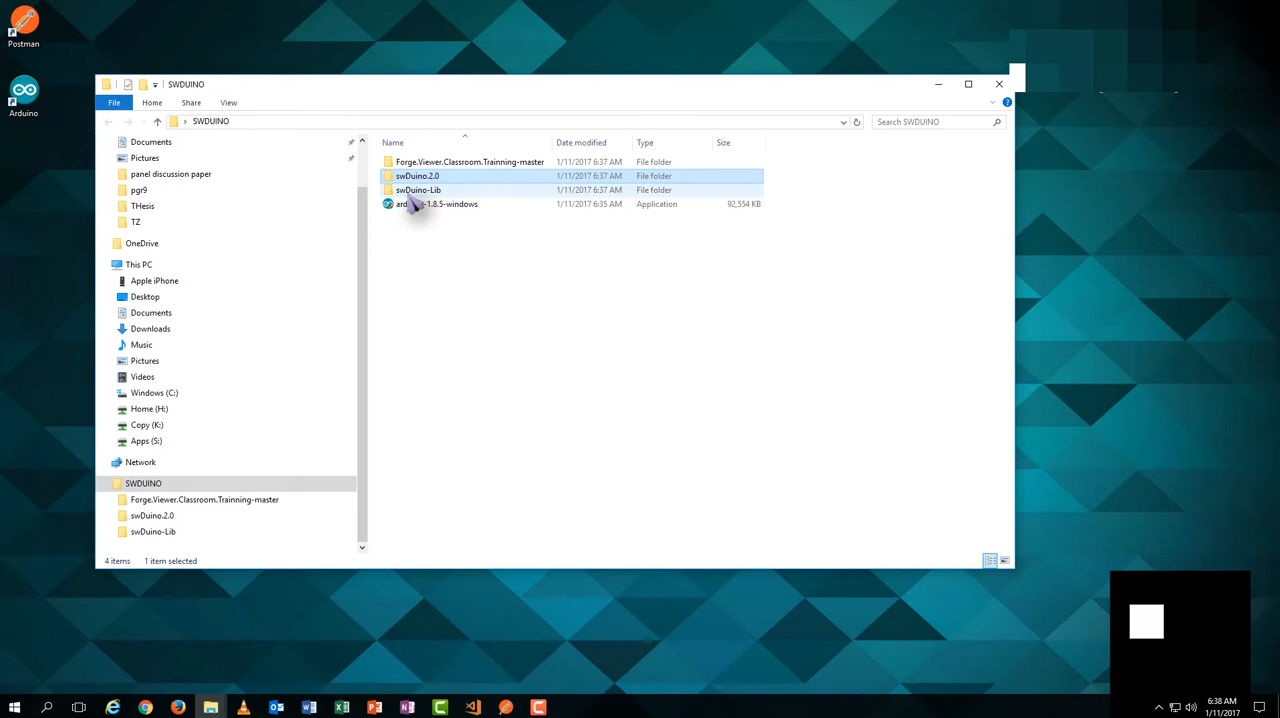 Postman
Arduino
SWDUINO
File Home Share View
SWDUINO
Search SWDUINO
Name Date modified Type Size
Forge.Viewer.Classroom.Trainning-master 1/11/2017 6:37 AM File folder
swDuino.2.0 1/11/2017 6:37 AM File folder
swDuino-Lib 1/11/2017 6:37 AM File folder
1.8.5-windows 1/11/2017 6:35 AM Application 92,554 KB
Documents
Pictures
panel discussion paper
pgr9
THesis
TZ
OneDrive
This PC
Apple iPhone
Desktop
Documents
Downloads
Music
Pictures
Videos
Windows (C:)
Home (H:)
Copy (K:)
Apps (S:)
Network
SWDUINO
Forge.Viewer.Classroom.Trainning-master
swDuino.2.0
swDuino-Lib
4 items 1 item selected
6:38 AM
1/11/2017